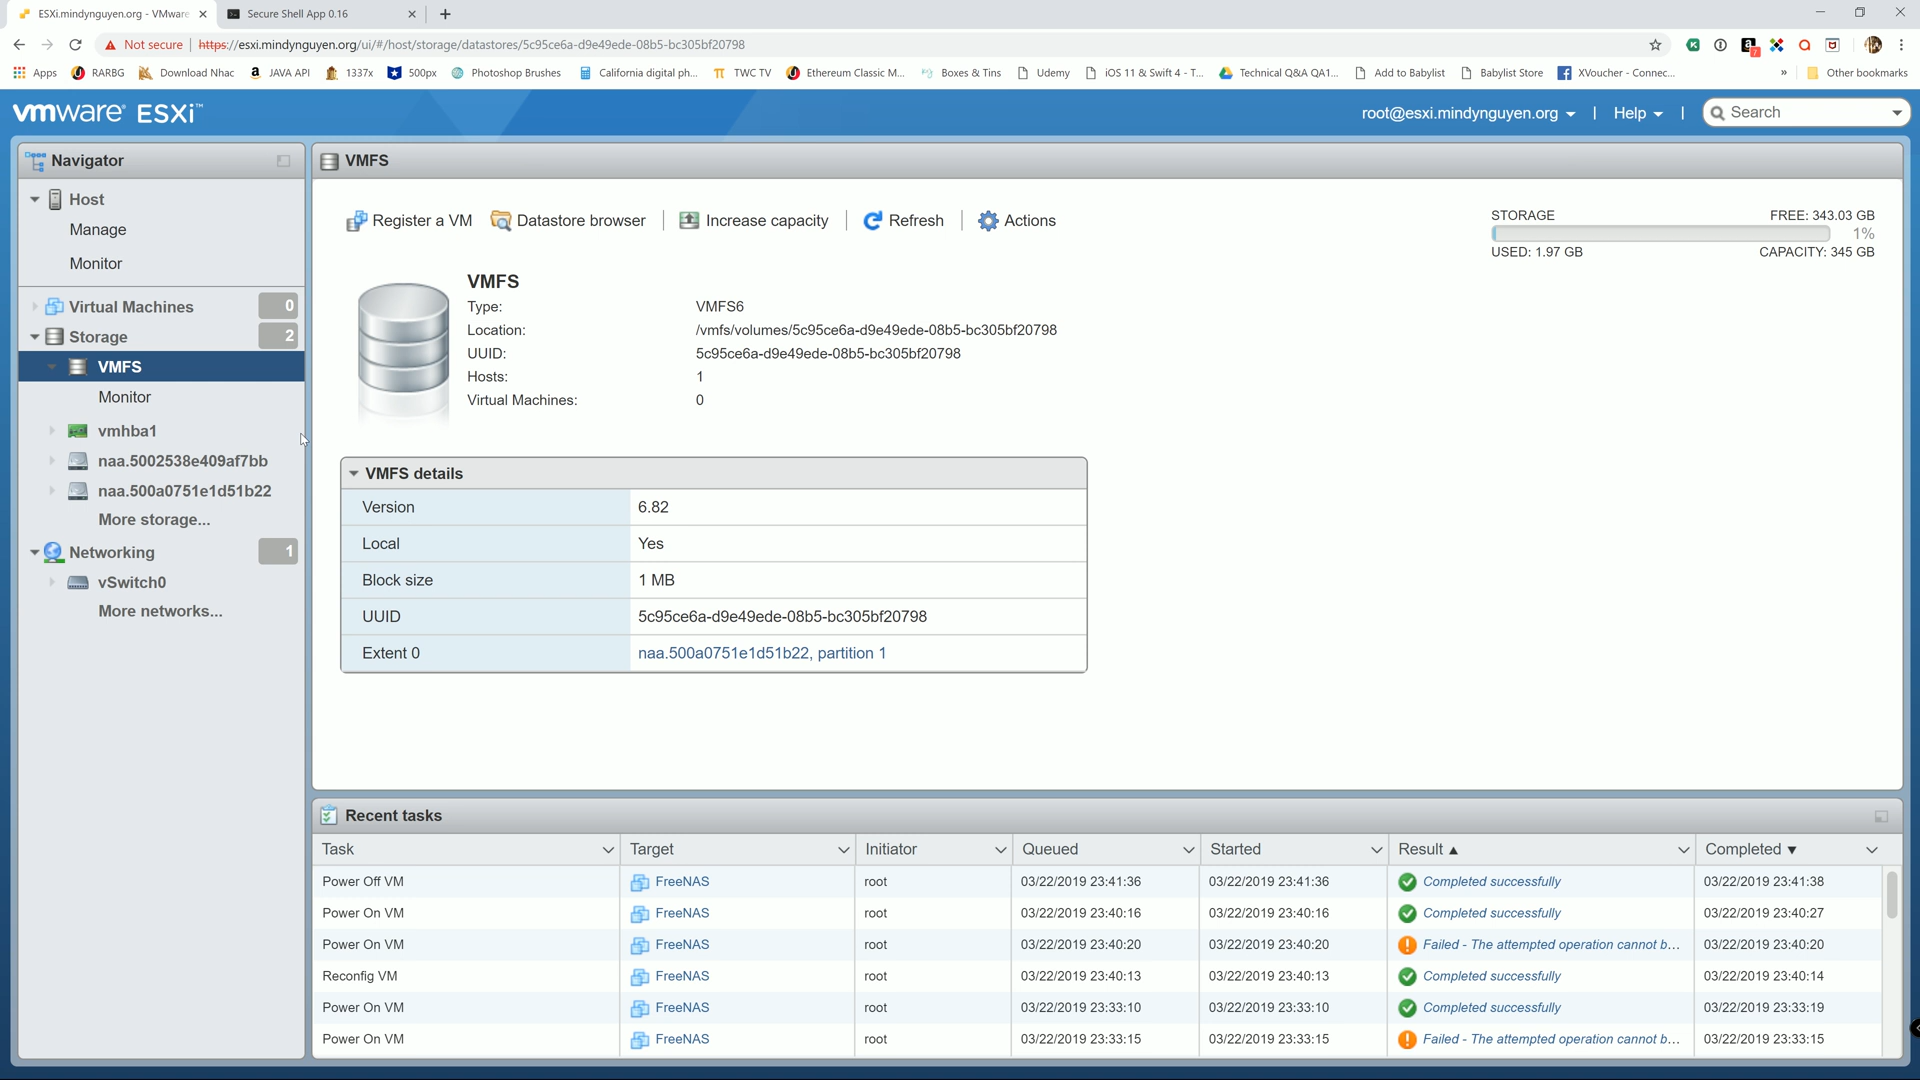 ESXi.mindynguyen.org - VMware
Secure Shell App 0.16
Not secure | https://esxi.mindynguyen.org/ui/#/host/storage/datastores/5c95ce6a-d9e49ede-08b5-bc305bf20798
7
Apps RARBG Download Nhac JAVA API 1337x 500px Photoshop Brushes California digital ph... TWC TV Ethereum Classic M... Boxes & Tins Udemy iOS 11 & Swift 4 - T... Technical Q&A QA1... Add to Babylist Babylist Store XVoucher - Connec... » Other bookmarks
vmware® ESXi™
root@esxi.mindynguyen.org | Help | Search
Navigator
Host
Manage
Monitor
Virtual Machines 0
Storage 2
VMFS
Monitor
vmhba1
naa.5002538e409af7bb
naa.500a0751e1d51b22
More storage...
Networking 1
vSwitch0
More networks...
VMFS
Register a VM Datastore browser | Increase capacity | Refresh | Actions
STORAGE FREE: 343.03 GB
1%
USED: 1.97 GB CAPACITY: 345 GB
VMFS
Type: VMFS6
Location: /vmfs/volumes/5c95ce6a-d9e49ede-08b5-bc305bf20798
UUID: 5c95ce6a-d9e49ede-08b5-bc305bf20798
Hosts: 1
Virtual Machines: 0
VMFS details
Version 6.82
Local Yes
Block size 1 MB
UUID 5c95ce6a-d9e49ede-08b5-bc305bf20798
Extent 0 naa.500a0751e1d51b22, partition 1
Recent tasks
Task Target Initiator Queued Started Result ▲ Completed ▼
Power Off VM FreeNAS root 03/22/2019 23:41:36 03/22/2019 23:41:36 Completed successfully 03/22/2019 23:41:38
Power On VM FreeNAS root 03/22/2019 23:40:16 03/22/2019 23:40:16 Completed successfully 03/22/2019 23:40:27
Power On VM FreeNAS root 03/22/2019 23:40:20 03/22/2019 23:40:20 Failed - The attempted operation cannot b... 03/22/2019 23:40:20
Reconfig VM FreeNAS root 03/22/2019 23:40:13 03/22/2019 23:40:13 Completed successfully 03/22/2019 23:40:14
Power On VM FreeNAS root 03/22/2019 23:33:10 03/22/2019 23:33:10 Completed successfully 03/22/2019 23:33:19
Power On VM FreeNAS root 03/22/2019 23:33:15 03/22/2019 23:33:15 Failed - The attempted operation cannot b... 03/22/2019 23:33:15